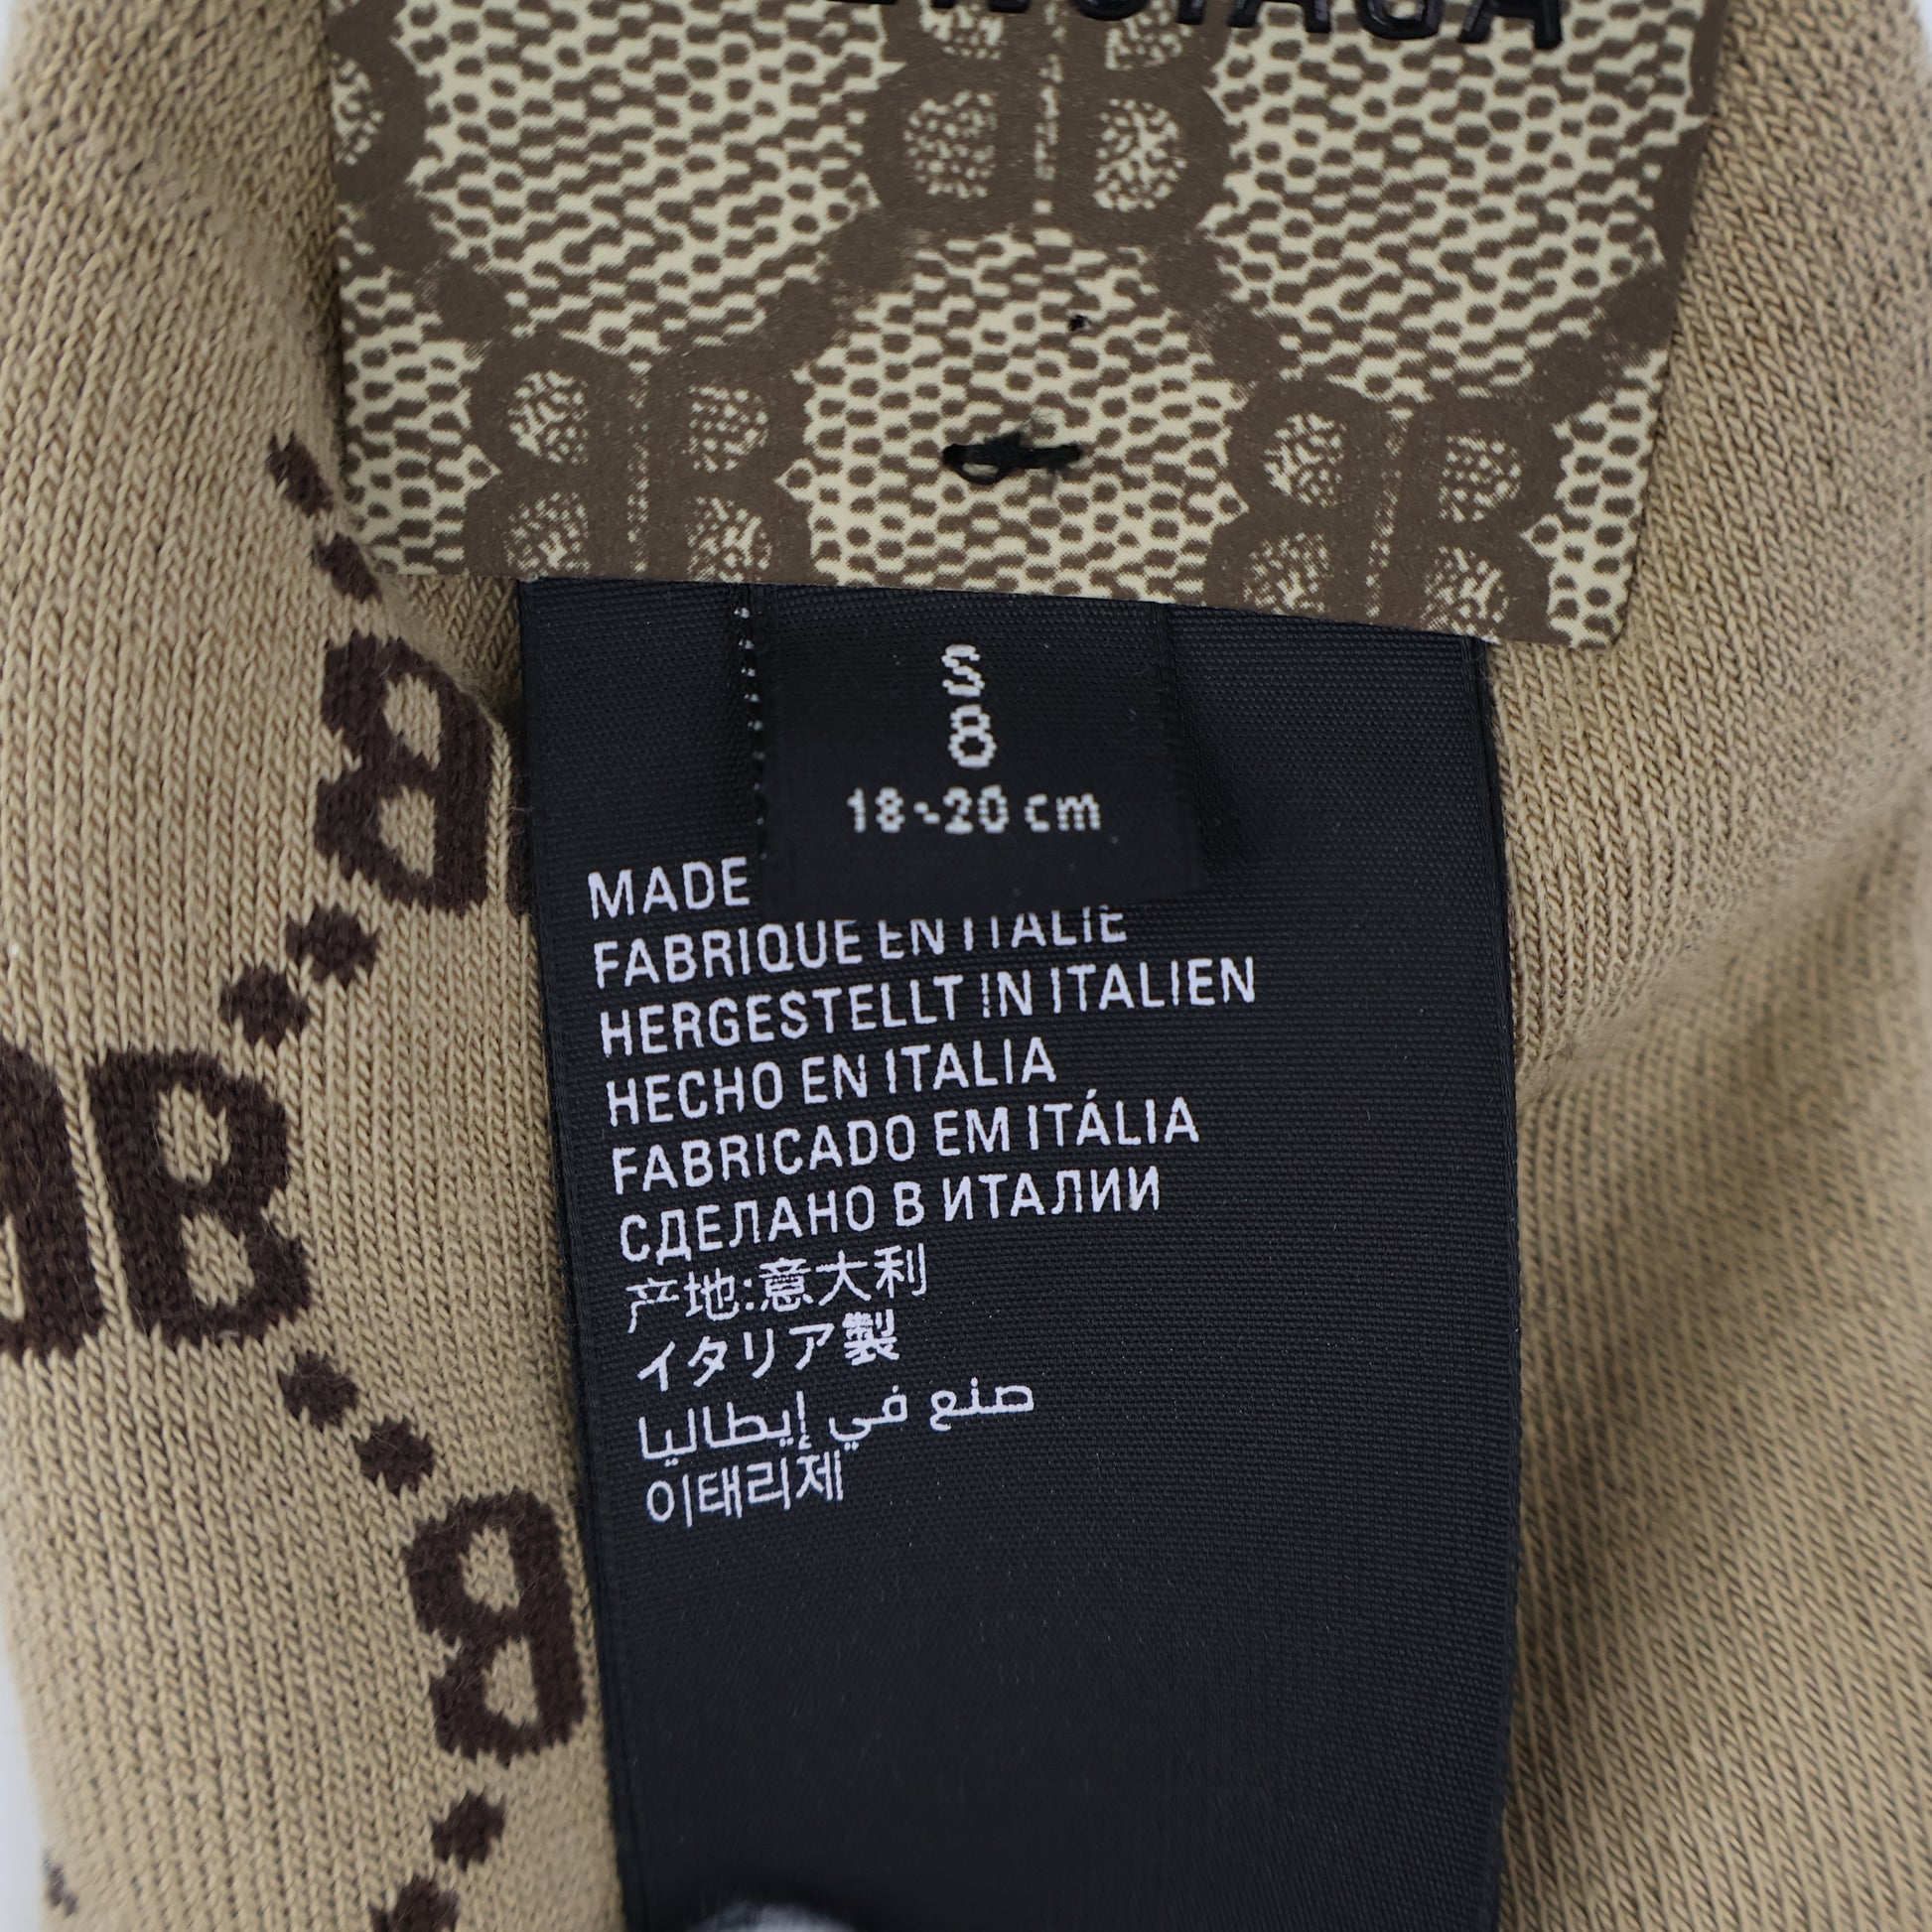 S
8
18-20 cm
MADE
FABRIQUE EN ITALIE
HERGESTELLT IN ITALIEN
HECHO EN ITALIA
FABRICADO EM ITÁLIA
СДЕЛАНО В ИТАЛИИ
产地:意大利
イタリア製
صنع في إيطاليا
이태리제